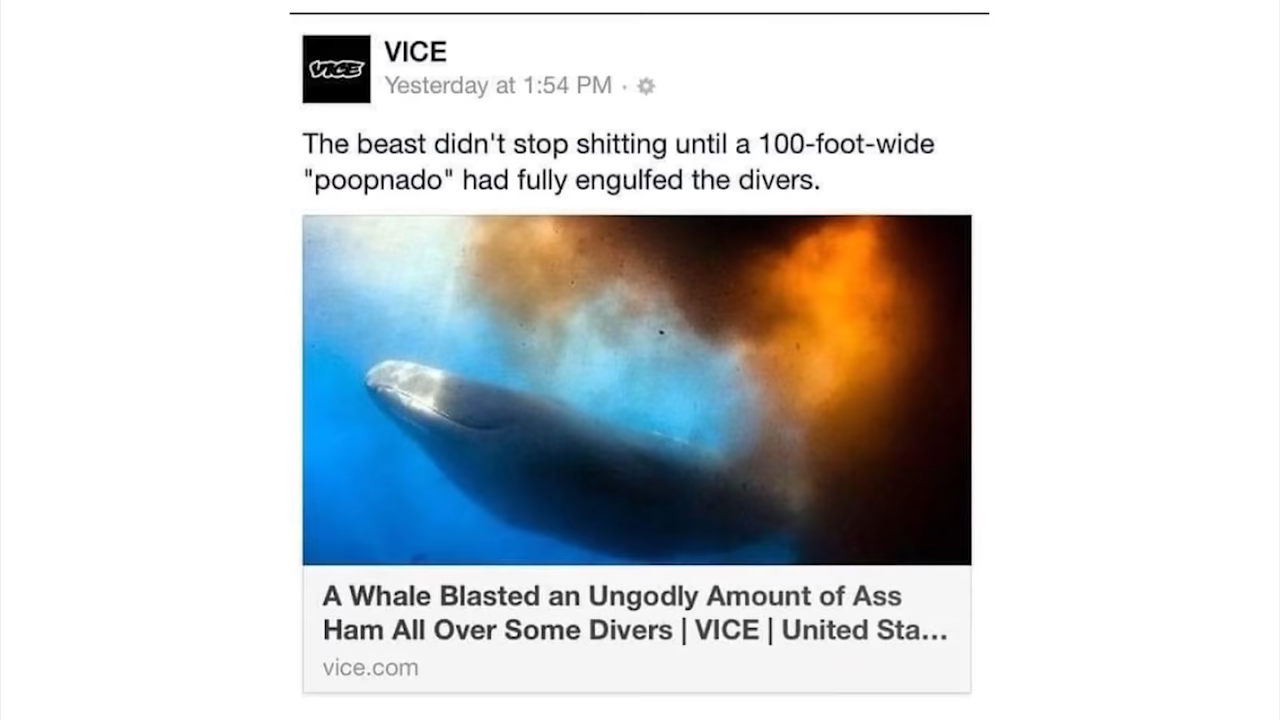 VICE
VICE
Yesterday at 1:54 PM ·
The beast didn't stop shitting until a 100-foot-wide
"poopnado" had fully engulfed the divers.
A Whale Blasted an Ungodly Amount of Ass
Ham All Over Some Divers | VICE | United Sta...
vice.com